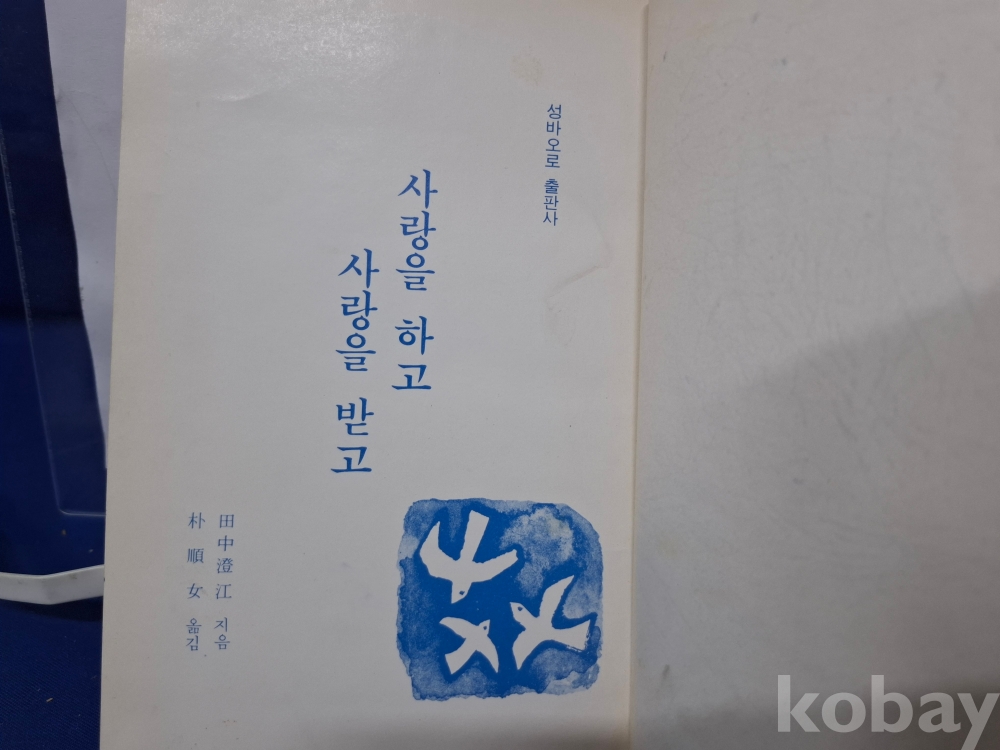 성바오로 출판사
사랑을 하고
사랑을 받고
田中澄江 지음
朴順女 옮김
kobay